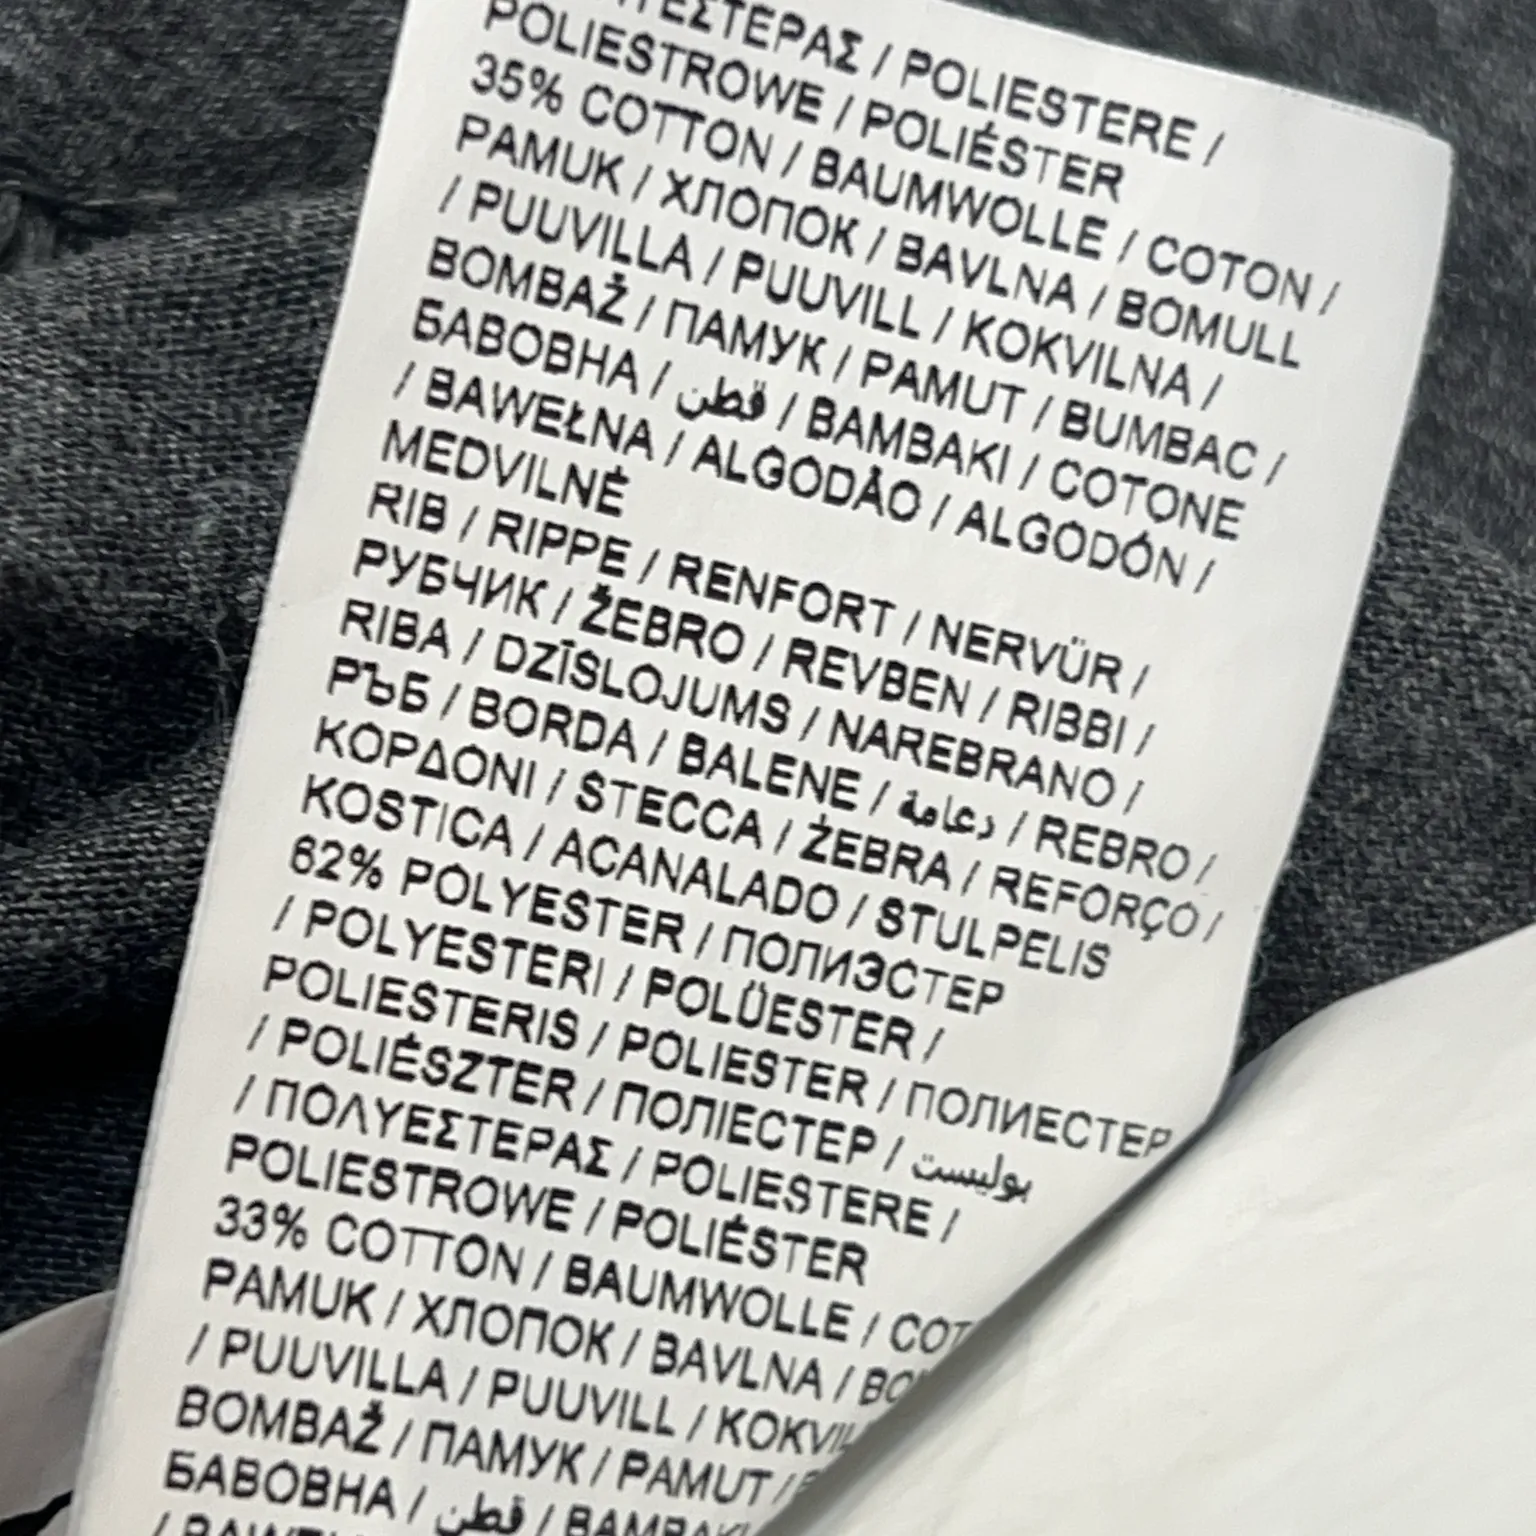 / POLIESTERE /
POLIESTROWE / POLIÉSTER
35% COTTON / BAUMWOLLE / COTON /
PAMUK / ХЛОПОК / BAVLNA / BOMULL
/ PUUVILLA / PUUVILL / KOKVILNA /
BOMBAŽ / ПАМУК / PAMUT / BUMBAC /
БАВОВНА / قطن / BAMBAKI / COTONE
/ BAWEŁNA / ALGODÃO / ALGODÓN /
MEDVILNĖ
RIB / RIPPE / RENFORT / NERVÜR /
РУБЧИК / ŽEBRO / REVBEN / RIBBI /
RIBA / DZĪSLOJUMS / NAREBRANO /
РЪБ / BORDA / BALENE / دعامة / REBRO /
ΚΟΡΔΟΝΙ / STECCA / ŻEBRA / REFORÇO /
KOSTICA / ACANALADO / STULPELIS
62% POLYESTER / ПОЛИЭСТЕР
/ POLYESTERI / POLÜESTER /
POLIESTERIS / POLIESTER / ПОЛИЕСТЕР
/ POLIÉSZTER / ПОЛІЕСТЕР / بوليست
/ ΠΟΛΥΕΣΤΕΡΑΣ / POLIESTERE /
POLIESTROWE / POLIÉSTER
33% COTTON / BAUMWOLLE /
PAMUK / ХЛОПОК / BAVLNA /
/ PUUVILLA / PUUVILL /
BOMBAŽ / ПАМУК / PAMUT /
БАВОВНА / قطن /